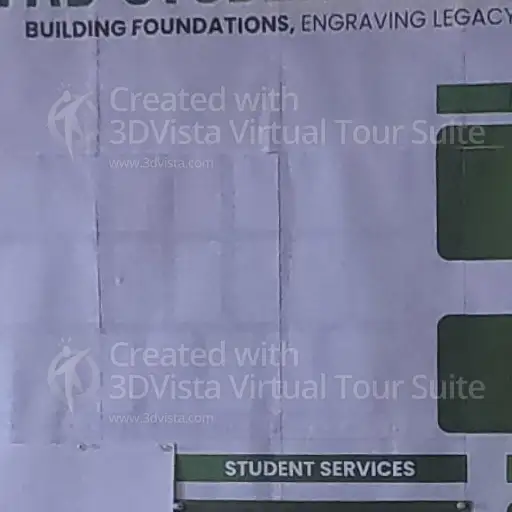 BUILDING FOUNDATIONS, ENGRAVING LEGACY
Created with
3DVista Virtual Tour Suite
www.3dvista.com
Created with
3DVista Virtual Tour Suite
www.3dvista.com
STUDENT SERVICES